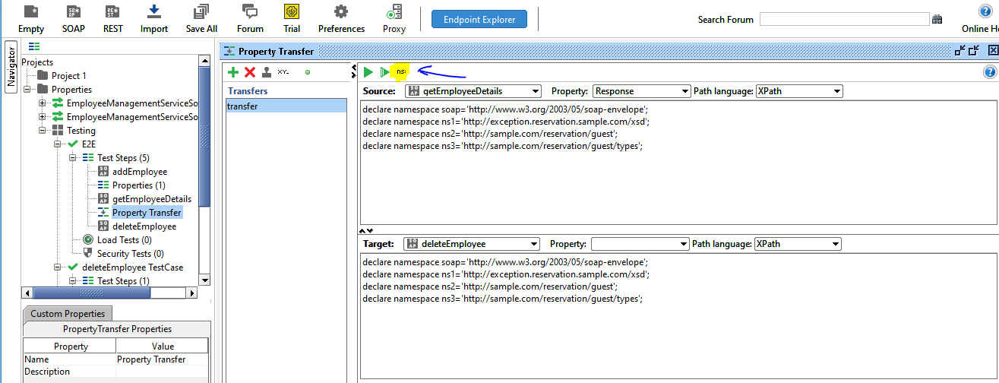 Empty
SOAP
REST
Import
Save All
Forum
Trial
Preferences
Proxy
Endpoint Explorer
Search Forum
Online He
Navigator
Projects
Project 1
Properties
EmployeeManagementServiceSo
EmployeeManagementServiceSo
Testing
E2E
Test Steps (5)
addEmployee
Properties (1)
getEmployeeDetails
Property Transfer
deleteEmployee
Load Tests (0)
Security Tests (0)
deleteEmployee TestCase
Test Steps (1)
Custom Properties
PropertyTransfer Properties
Property Value
Name Property Transfer
Description
Property Transfer
ns:
Transfers
transfer
Source: getEmployeeDetails Property: Response Path language: XPath
declare namespace soap='http://www.w3.org/2003/05/soap-envelope';
declare namespace ns1='http://exception.reservation.sample.com/xsd';
declare namespace ns2='http://sample.com/reservation/guest';
declare namespace ns3='http://sample.com/reservation/guest/types';
Target: deleteEmployee Property: Path language: XPath
declare namespace soap='http://www.w3.org/2003/05/soap-envelope';
declare namespace ns1='http://exception.reservation.sample.com/xsd';
declare namespace ns2='http://sample.com/reservation/guest';
declare namespace ns3='http://sample.com/reservation/guest/types';